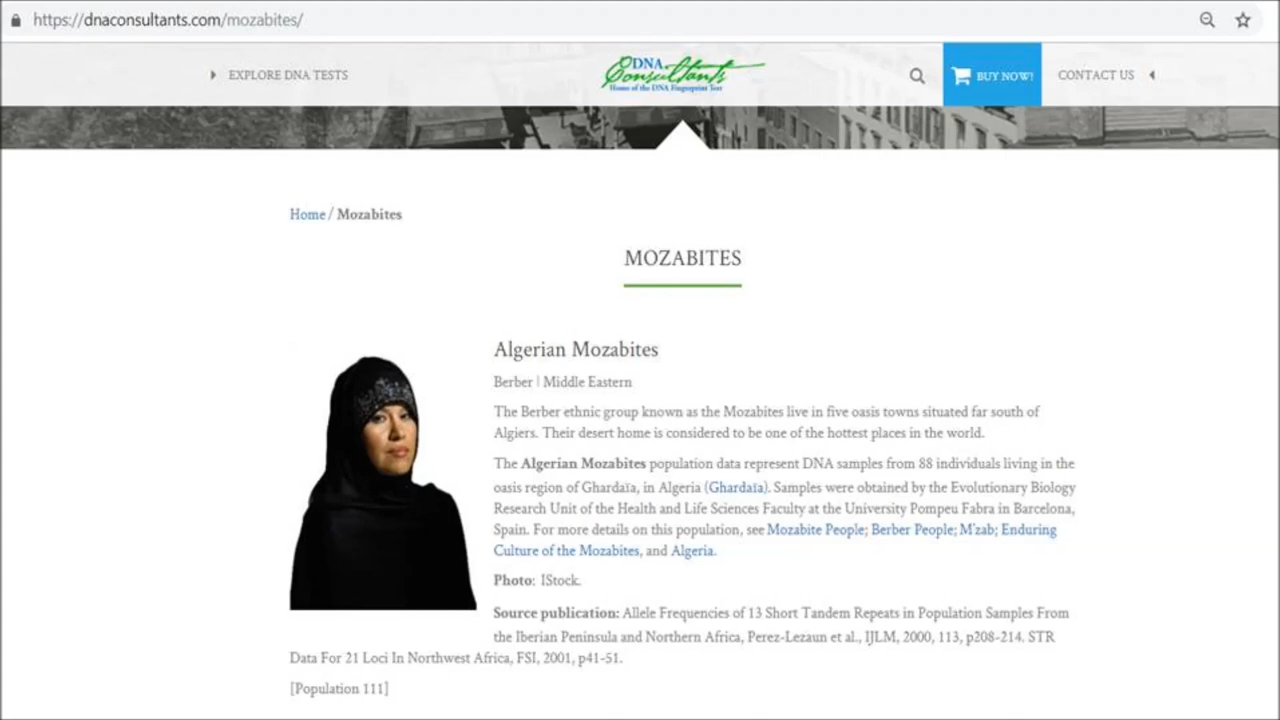 https://dnaconsultants.com/mozabites/
EXPLORE DNA TESTS
DNA
Consultants
Home of the DNA Fingerprint Test
BUY NOW!
CONTACT US
Home / Mozabites
MOZABITES
Algerian Mozabites
Berber | Middle Eastern
The Berber ethnic group known as the Mozabites live in five oasis towns situated far south of
Algiers. Their desert home is considered to be one of the hottest places in the world.
The Algerian Mozabites population data represent DNA samples from 88 individuals living in the
oasis region of Ghardaïa, in Algeria (Ghardaïa). Samples were obtained by the Evolutionary Biology
Research Unit of the Health and Life Sciences Faculty at the University Pompeu Fabra in Barcelona,
Spain. For more details on this population, see Mozabite People; Berber People; M'zab; Enduring
Culture of the Mozabites, and Algeria.
Photo: IStock.
Source publication: Allele Frequencies of 13 Short Tandem Repeats in Population Samples From
the Iberian Peninsula and Northern Africa, Perez-Lezaun et al., IJLM, 2000, 113, p208-214. STR
Data For 21 Loci In Northwest Africa, FSI, 2001, p41-51.
[Population 111]